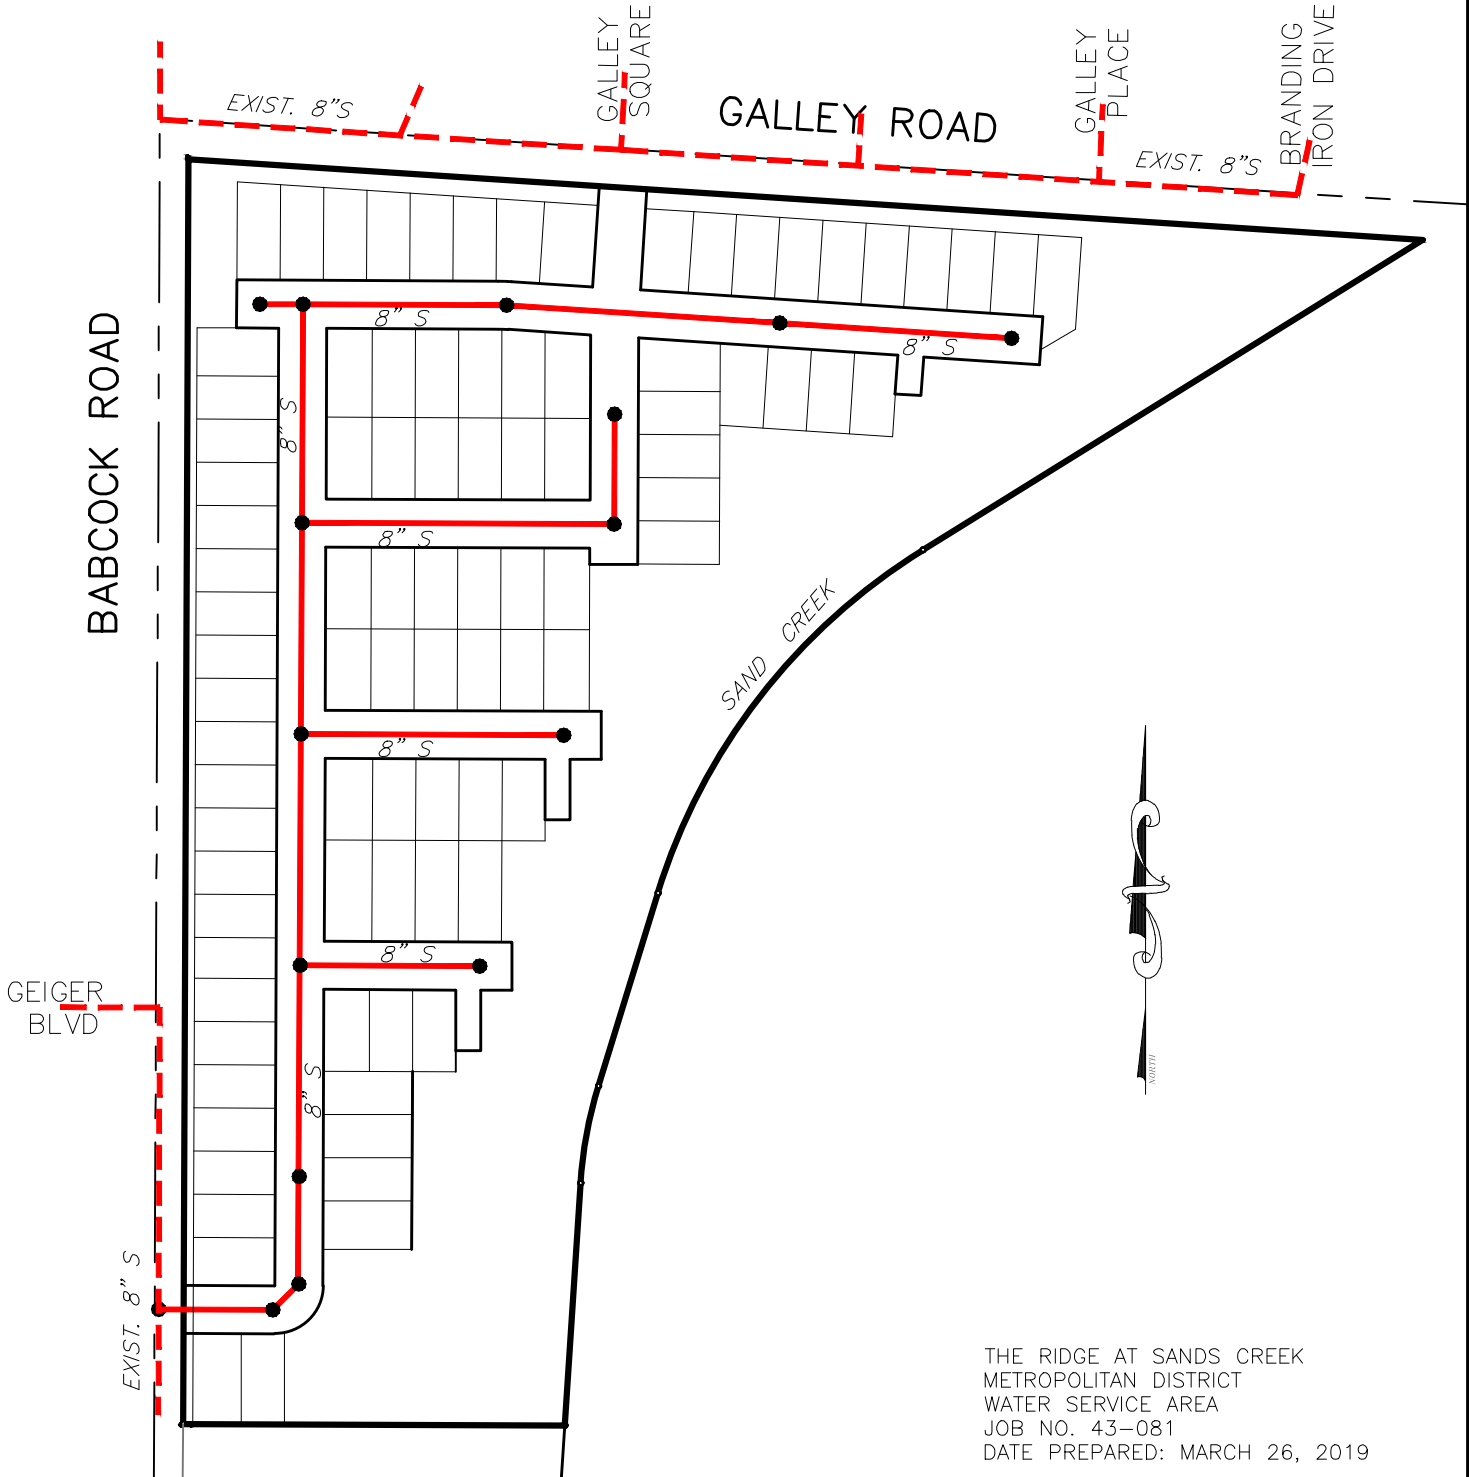 GALLEY
SQUARE
GALLEY
PLACE
BRANDING
IRON DRIVE
EXIST. 8"S
GALLEY ROAD
EXIST. 8"S
8" S
8" S
BABCOCK ROAD
8" S
8" S
SAND CREEK
8" S
8" S
GEIGER
BLVD
8" S
NORTH
EXIST. 8" S
THE RIDGE AT SANDS CREEK
METROPOLITAN DISTRICT
WATER SERVICE AREA
JOB NO. 43-081
DATE PREPARED: MARCH 26, 2019